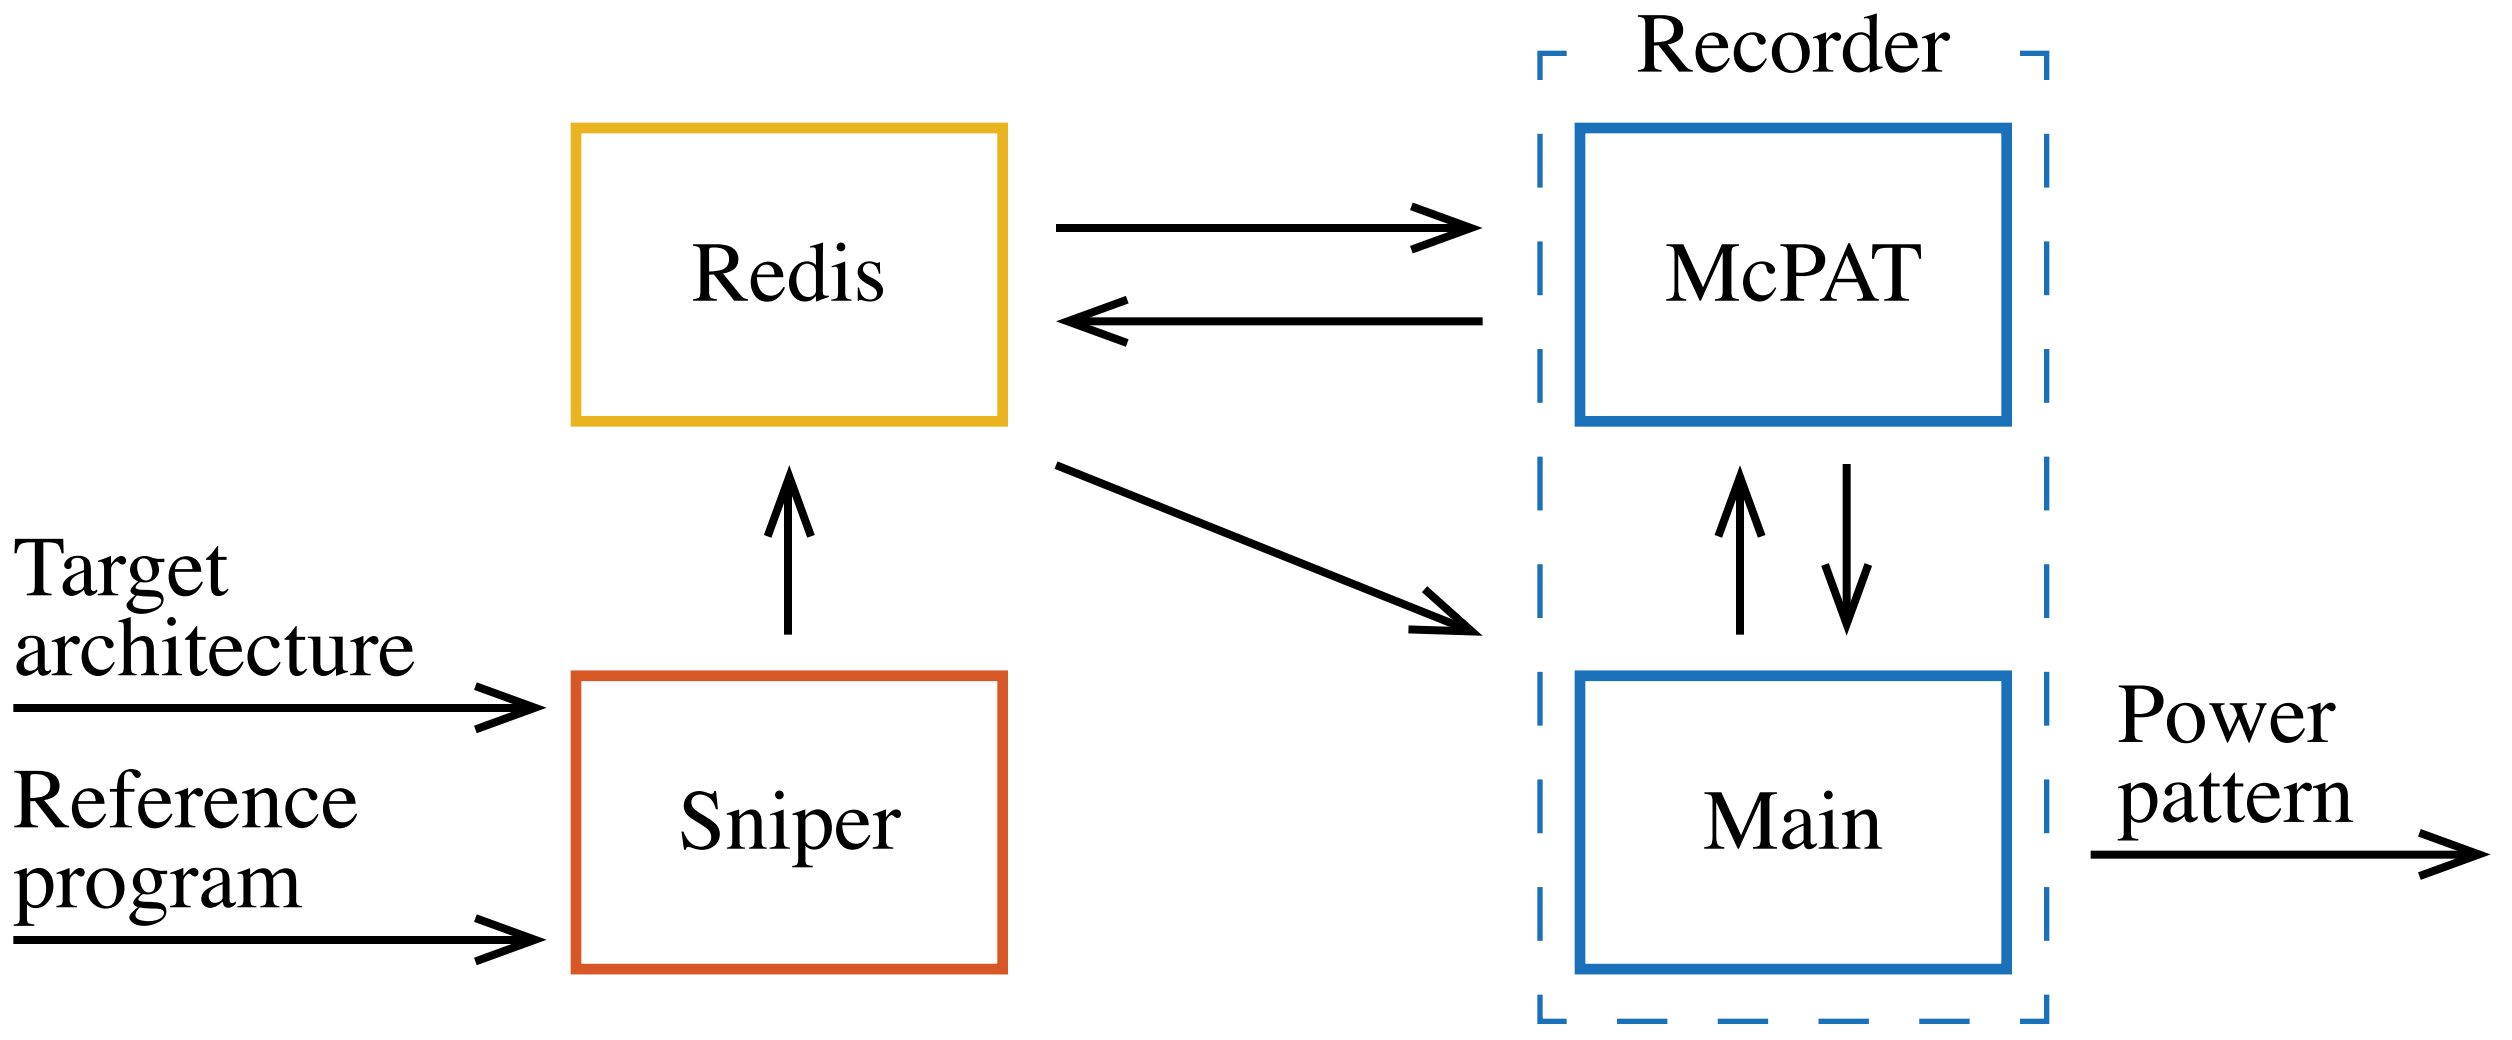 Recorder
Redis
McPAT
Target
architecture
Reference
program
Sniper
Main
Power
pattern